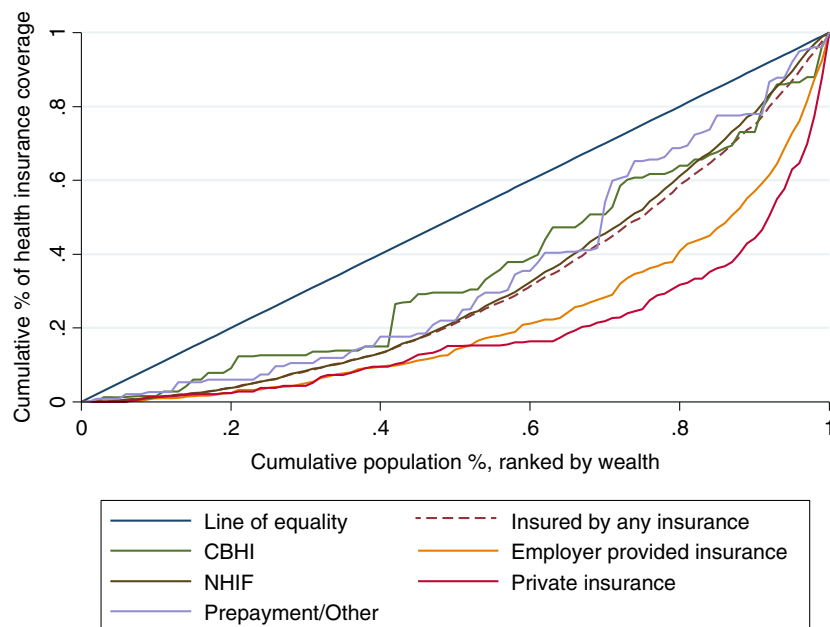 Cumulative % of health insurance coverage
1
.8
.6
.4
.2
0
0 .2 .4 .6 .8 1
Cumulative population %, ranked by wealth
Line of equality Insured by any insurance
CBHI Employer provided insurance
NHIF Private insurance
Prepayment/Other